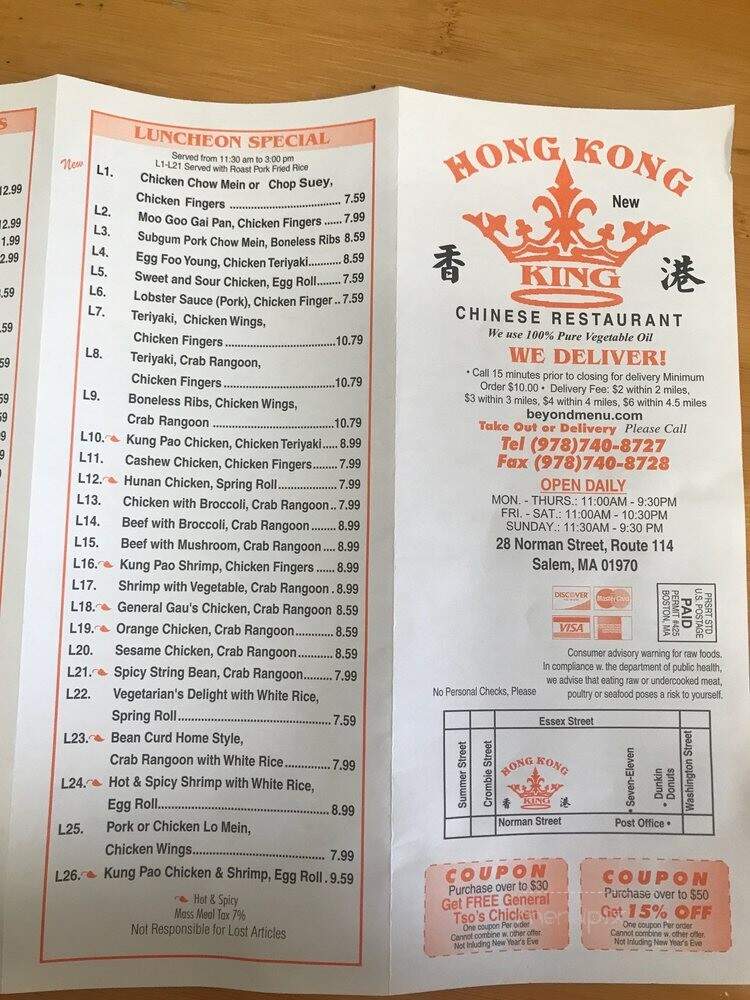 S
12.99
12.99
1.99
2.99
.59
.59
59
59
59
9
9
LUNCHEON SPECIAL
Served from 11:30 am to 3:00 pm
L1-L21 Served with Roast Pork Fried Rice
New
L1. Chicken Chow Mein or Chop Suey,
Chicken Fingers ........ 7.59
L2. Moo Goo Gai Pan, Chicken Fingers ...... 7.99
L3. Subgum Pork Chow Mein, Boneless Ribs 8.59
L4. Egg Foo Young, Chicken Teriyaki........... 8.59
L5. Sweet and Sour Chicken, Egg Roll........ 7.59
L6. Lobster Sauce (Pork), Chicken Finger .. 7.59
L7. Teriyaki, Chicken Wings,
Chicken Fingers ........10.79
L8. Teriyaki, Crab Rangoon,
Chicken Fingers ........10.79
L9. Boneless Ribs, Chicken Wings,
Crab Rangoon ........10.79
L10. Kung Pao Chicken, Chicken Teriyaki..... 8.99
L11. Cashew Chicken, Chicken Fingers........ 7.99
L12. Hunan Chicken, Spring Roll................. 7.99
L13. Chicken with Broccoli, Crab Rangoon.. 7.99
L14. Beef with Broccoli, Crab Rangoon ........ 8.99
L15. Beef with Mushroom, Crab Rangoon .... 8.99
L16. Kung Pao Shrimp, Chicken Fingers ...... 8.99
L17. Shrimp with Vegetable, Crab Rangoon . 8.99
L18. General Gau's Chicken, Crab Rangoon 8.59
L19. Orange Chicken, Crab Rangoon........... 8.59
L20. Sesame Chicken, Crab Rangoon.......... 8.59
L21. Spicy String Bean, Crab Rangoon........ 7.99
L22. Vegetarian's Delight with White Rice,
Spring Roll........ 7.59
L23. Bean Curd Home Style,
Crab Rangoon with White Rice............ 7.99
L24. Hot & Spicy Shrimp with White Rice,
Egg Roll........ 8.99
L25. Pork or Chicken Lo Mein,
Chicken Wings........ 7.99
L26. Kung Pao Chicken & Shrimp, Egg Roll . 9.59
Hot & Spicy
Mass Meal Tax 7%
Not Responsible for Lost Articles
HONG KONG
New
KING
香 港
CHINESE RESTAURANT
We use 100% Pure Vegetable Oil
WE DELIVER!
• Call 15 minutes prior to closing for delivery Minimum
Order $10.00 • Delivery Fee: $2 within 2 miles,
$3 within 3 miles, $4 within 4 miles, $6 within 4.5 miles
beyondmenu.com
Take Out or Delivery Please Call
Tel (978)740-8727
Fax (978)740-8728
OPEN DAILY
MON. - THURS.: 11:00AM - 9:30PM
FRI. - SAT.: 11:00AM - 10:30PM
SUNDAY.: 11:30AM - 9:30 PM
28 Norman Street, Route 114
Salem, MA 01970
DISCOVER MasterCard
VISA
PRSRT STD
U.S. POSTAGE
PAID
PERMIT #425
BOSTON, MA
Consumer advisory warning for raw foods.
In compliance w. the department of public health,
we advise that eating raw or undercooked meat,
poultry or seafood poses a risk to yourself.
No Personal Checks, Please
Essex Street
Summer Street
Crombie Street
HONG KONG
KING
香 港
• Seven-Eleven
• Dunkin
Donuts
Washington Street
Norman Street
Post Office •
COUPON
Purchase over to $30
Get FREE General
Tso's Chicken
One coupon Per order
Cannot combine w. other offer.
Not Inluding New Year's Eve
COUPON
Purchase over to $50
Get 15% OFF
One coupon Per order
Cannot combine w. other offer.
Not Inluding New Year's Eve